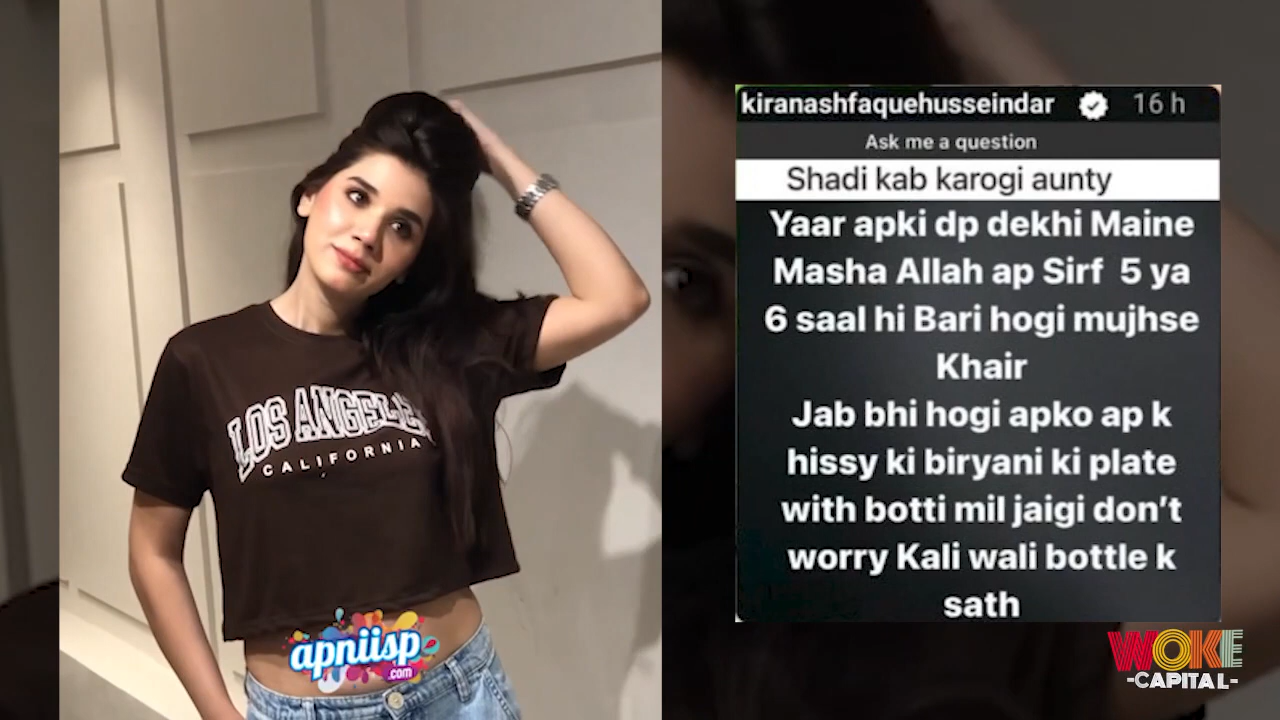 LOS ANGELE
CALIFORNIA
apniisp
.com
kiranashfaquehusseindar 16 h
Ask me a question
Shadi kab karogi aunty
Yaar apki dp dekhi Maine
Masha Allah ap Sirf 5 ya
6 saal hi Bari hogi mujhse
Khair
Jab bhi hogi apko ap k
hissy ki biryani ki plate
with botti mil jaigi don’t
worry Kali wali bottle k
sath
WOKE
-CAPITAL-